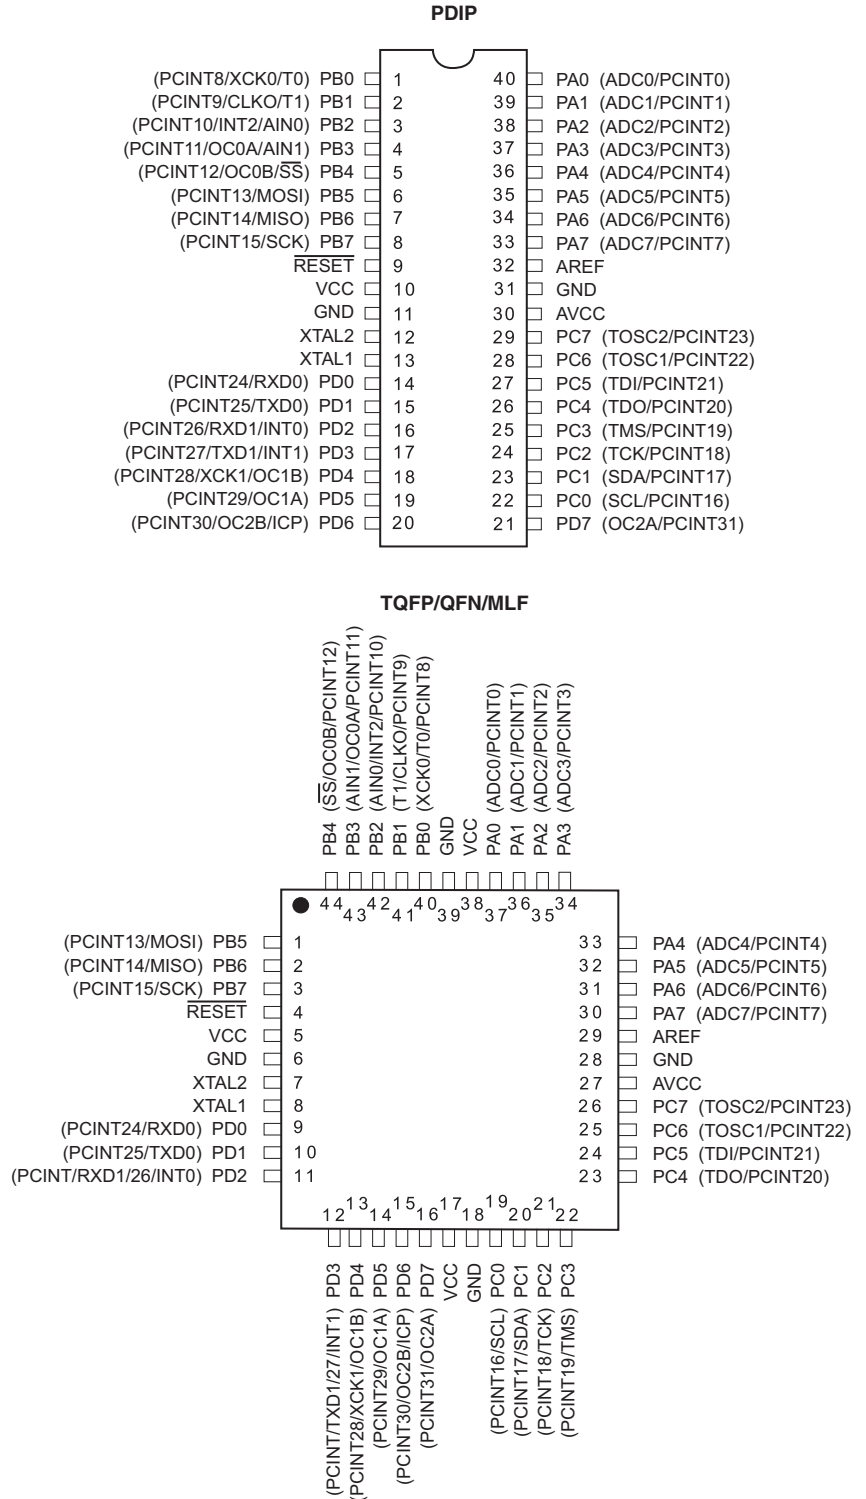 PDIP
(PCINT8/XCK0/T0) PB0 1 40 PA0 (ADC0/PCINT0)
(PCINT9/CLKO/T1) PB1 2 39 PA1 (ADC1/PCINT1)
(PCINT10/INT2/AIN0) PB2 3 38 PA2 (ADC2/PCINT2)
(PCINT11/OC0A/AIN1) PB3 4 37 PA3 (ADC3/PCINT3)
(PCINT12/OC0B/SS) PB4 5 36 PA4 (ADC4/PCINT4)
(PCINT13/MOSI) PB5 6 35 PA5 (ADC5/PCINT5)
(PCINT14/MISO) PB6 7 34 PA6 (ADC6/PCINT6)
(PCINT15/SCK) PB7 8 33 PA7 (ADC7/PCINT7)
RESET 9 32 AREF
VCC 10 31 GND
GND 11 30 AVCC
XTAL2 12 29 PC7 (TOSC2/PCINT23)
XTAL1 13 28 PC6 (TOSC1/PCINT22)
(PCINT24/RXD0) PD0 14 27 PC5 (TDI/PCINT21)
(PCINT25/TXD0) PD1 15 26 PC4 (TDO/PCINT20)
(PCINT26/RXD1/INT0) PD2 16 25 PC3 (TMS/PCINT19)
(PCINT27/TXD1/INT1) PD3 17 24 PC2 (TCK/PCINT18)
(PCINT28/XCK1/OC1B) PD4 18 23 PC1 (SDA/PCINT17)
(PCINT29/OC1A) PD5 19 22 PC0 (SCL/PCINT16)
(PCINT30/OC2B/ICP) PD6 20 21 PD7 (OC2A/PCINT31)
TQFP/QFN/MLF
PB4 (SS/OC0B/PCINT12)
PB3 (AIN1/OC0A/PCINT11)
PB2 (AIN0/INT2/PCINT10)
PB1 (T1/CLKO/PCINT9)
PB0 (XCK0/T0/PCINT8)
GND
VCC
PA0 (ADC0/PCINT0)
PA1 (ADC1/PCINT1)
PA2 (ADC2/PCINT2)
PA3 (ADC3/PCINT3)
44 43 42 41 40 39 38 37 36 35 34
(PCINT13/MOSI) PB5 1 33 PA4 (ADC4/PCINT4)
(PCINT14/MISO) PB6 2 32 PA5 (ADC5/PCINT5)
(PCINT15/SCK) PB7 3 31 PA6 (ADC6/PCINT6)
RESET 4 30 PA7 (ADC7/PCINT7)
VCC 5 29 AREF
GND 6 28 GND
XTAL2 7 27 AVCC
XTAL1 8 26 PC7 (TOSC2/PCINT23)
(PCINT24/RXD0) PD0 9 25 PC6 (TOSC1/PCINT22)
(PCINT25/TXD0) PD1 10 24 PC5 (TDI/PCINT21)
(PCINT/RXD1/26/INT0) PD2 11 23 PC4 (TDO/PCINT20)
12 13 14 15 16 17 18 19 20 21 22
(PCINT/TXD1/27/INT1) PD3
(PCINT28/XCK1/OC1B) PD4
(PCINT29/OC1A) PD5
(PCINT30/OC2B/ICP) PD6
(PCINT31/OC2A) PD7
VCC
GND
(PCINT16/SCL) PC0
(PCINT17/SDA) PC1
(PCINT18/TCK) PC2
(PCINT19/TMS) PC3